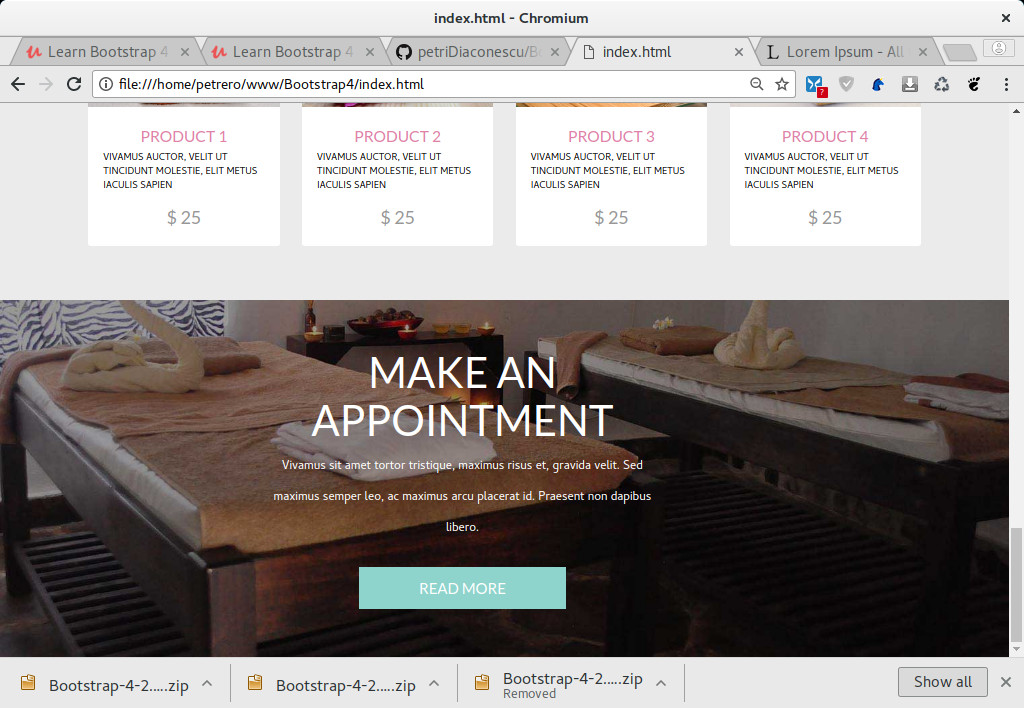 index.html - Chromium
Learn Bootstrap 4
Learn Bootstrap 4
petriDiaconescu/B
index.html
Lorem Ipsum - All
file:///home/petrero/www/Bootstrap4/index.html
?
PRODUCT 1
VIVAMUS AUCTOR, VELIT UT
TINCIDUNT MOLESTIE, ELIT METUS
IACULIS SAPIEN
$ 25
PRODUCT 2
VIVAMUS AUCTOR, VELIT UT
TINCIDUNT MOLESTIE, ELIT METUS
IACULIS SAPIEN
$ 25
PRODUCT 3
VIVAMUS AUCTOR, VELIT UT
TINCIDUNT MOLESTIE, ELIT METUS
IACULIS SAPIEN
$ 25
PRODUCT 4
VIVAMUS AUCTOR, VELIT UT
TINCIDUNT MOLESTIE, ELIT METUS
IACULIS SAPIEN
$ 25
MAKE AN
APPOINTMENT
Vivamus sit amet tortor tristique, maximus risus et, gravida velit. Sed
maximus semper leo, ac maximus arcu placerat id. Praesent non dapibus
libero.
READ MORE
Bootstrap-4-2.....zip
Bootstrap-4-2.....zip
Bootstrap-4-2.....zip
Removed
Show all